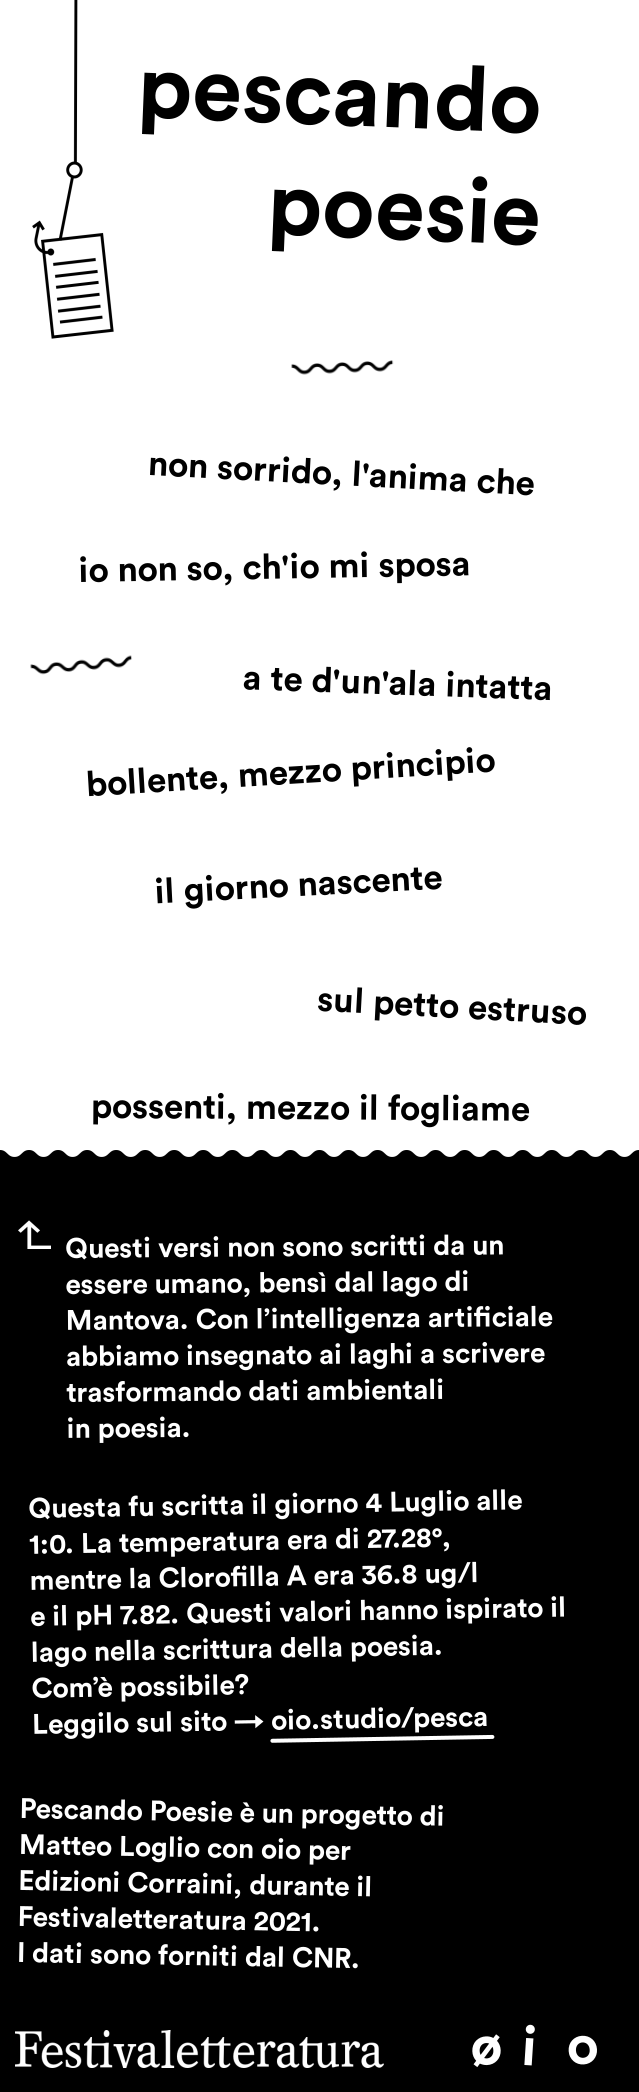 pescando
poesie
non sorrido, l'anima che
io non so, ch'io mi sposa
a te d'un'ala intatta
bollente, mezzo principio
il giorno nascente
sul petto estruso
possenti, mezzo il fogliame
Questi versi non sono scritti da un
essere umano, bensì dal lago di
Mantova. Con l’intelligenza artificiale
abbiamo insegnato ai laghi a scrivere
trasformando dati ambientali
in poesia.
Questa fu scritta il giorno 4 Luglio alle
1:0. La temperatura era di 27.28°,
mentre la Clorofilla A era 36.8 ug/l
e il pH 7.82. Questi valori hanno ispirato il
lago nella scrittura della poesia.
Com’è possibile?
Leggilo sul sito → oio.studio/pesca
Pescando Poesie è un progetto di
Matteo Loglio con oio per
Edizioni Corraini, durante il
Festivaletteratura 2021.
I dati sono forniti dal CNR.
Festivaletteratura øio